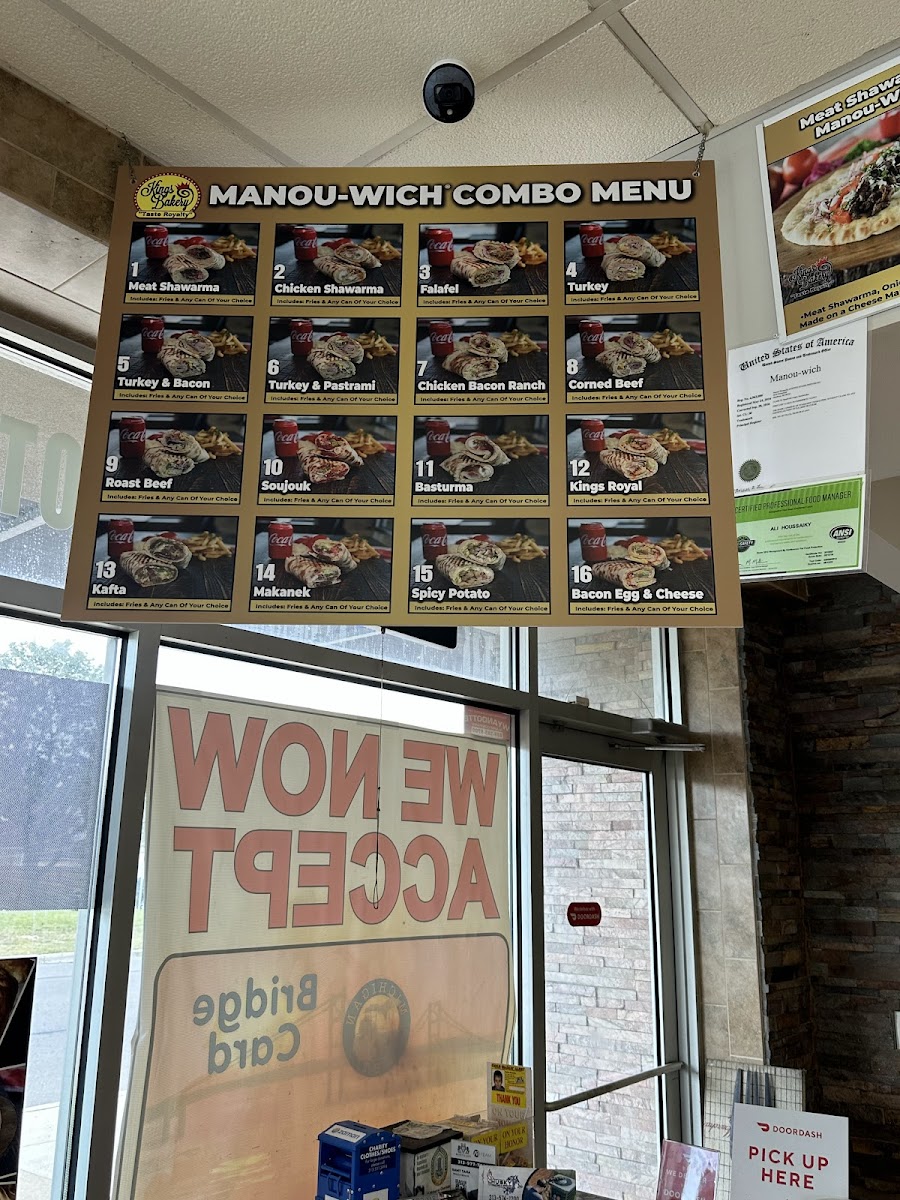 Kings
Bakery
"Taste Royalty"
MANOU-WICH® COMBO MENU
1
Meat Shawarma
Includes: Fries & Any Can Of Your Choice
2
Chicken Shawarma
Includes: Fries & Any Can Of Your Choice
3
Falafel
Includes: Fries & Any Can Of Your Choice
4
Turkey
Includes: Fries & Any Can Of Your Choice
5
Turkey & Bacon
Includes: Fries & Any Can Of Your Choice
6
Turkey & Pastrami
Includes: Fries & Any Can Of Your Choice
7
Chicken Bacon Ranch
Includes: Fries & Any Can Of Your Choice
8
Corned Beef
Includes: Fries & Any Can Of Your Choice
9
Roast Beef
Includes: Fries & Any Can Of Your Choice
10
Soujouk
Includes: Fries & Any Can Of Your Choice
11
Basturma
Includes: Fries & Any Can Of Your Choice
12
Kings Royal
Includes: Fries & Any Can Of Your Choice
13
Kafta
Includes: Fries & Any Can Of Your Choice
14
Makanek
Includes: Fries & Any Can Of Your Choice
15
Spicy Potato
Includes: Fries & Any Can Of Your Choice
16
Bacon Egg & Cheese
Includes: Fries & Any Can Of Your Choice
Meat Shawa
Manou-W
•Meat Shawarma, Oni
Made on a Cheese Ma
United States of America
Manou-wich
CERTIFIED PROFESSIONAL FOOD MANAGER
ALI HOUSSAIKY
ANSI
WE NOW
ACCEPT
Bridge
Card
MICHIGAN
WYANDOTTE
DOORDASH
THANK YOU
CHARITY
CLOTHES/SHOES
DOORDASH
PICK UP
HERE